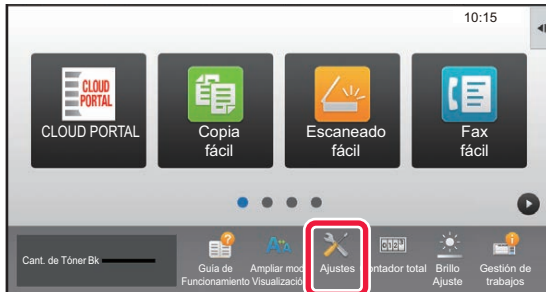 10:15
CLOUD
PORTAL
CLOUD PORTAL
Copia
fácil
Escaneado
fácil
Fax
fácil
Cant. de Tóner Bk
Guía de
Funcionamiento
Ampliar mod
Visualizació
Ajustes
ontador total
Brillo
Ajuste
Gestión de
trabajos